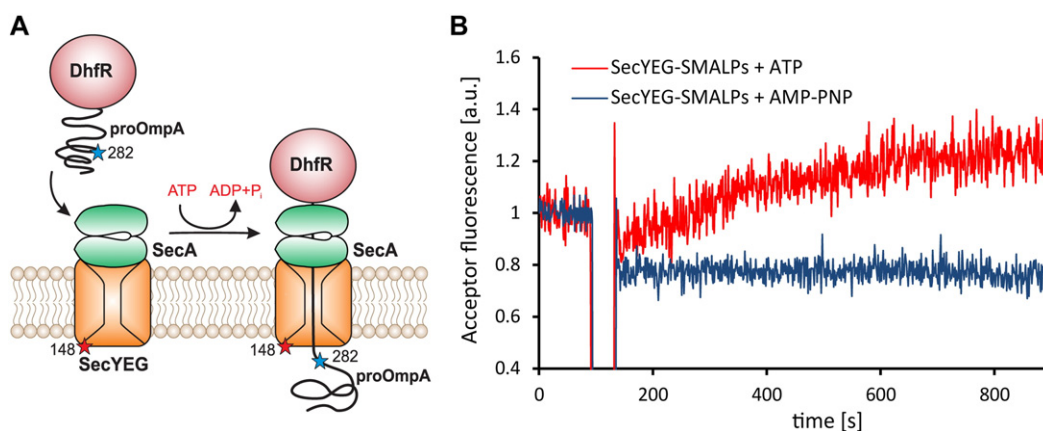 A
DhfR
proOmpA
282
DhfR
ATP ADP+Pi
SecA
SecA
148
SecYEG
148
282
proOmpA
B
SecYEG-SMALPs + ATP
SecYEG-SMALPs + AMP-PNP
Acceptor fluorescence [a.u.]
1.6
1.4
1.2
1
0.8
0.6
0.4
0 200 400 600 800
time [s]